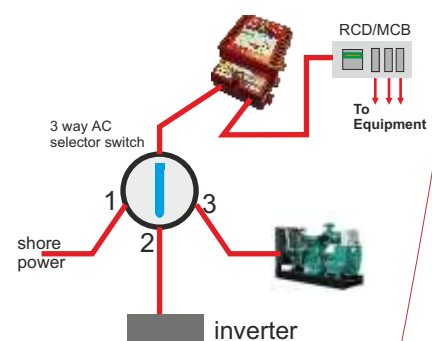 RCD/MCB
To
Equipment
3 way AC
selector switch
1
3
2
shore
power
inverter